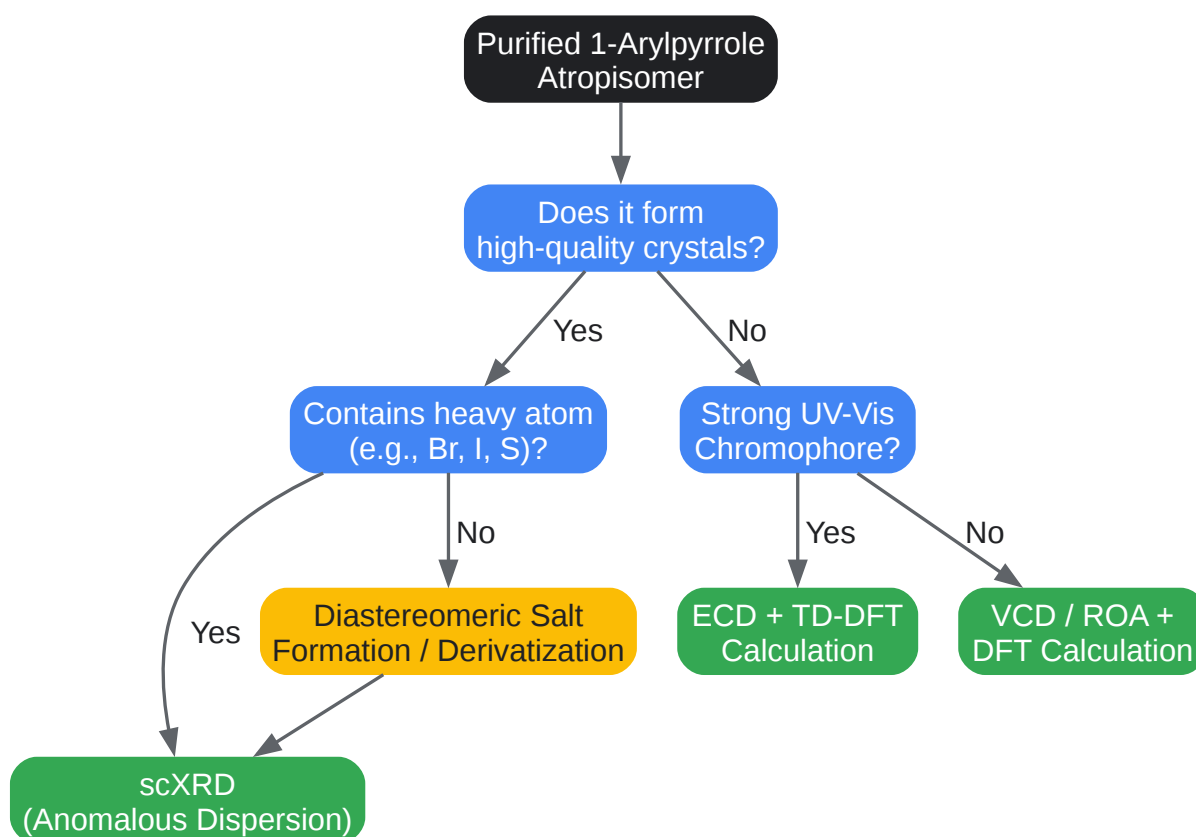 Purified 1-Arylpyrrole
Atropisomer
Does it form
high-quality crystals?
Yes
No
Contains heavy atom
(e.g., Br, I, S)?
Strong UV-Vis
Chromophore?
No
Yes
No
Yes
Diastereomeric Salt
Formation / Derivatization
ECD + TD-DFT
Calculation
VCD / ROA +
DFT Calculation
scXRD
(Anomalous Dispersion)